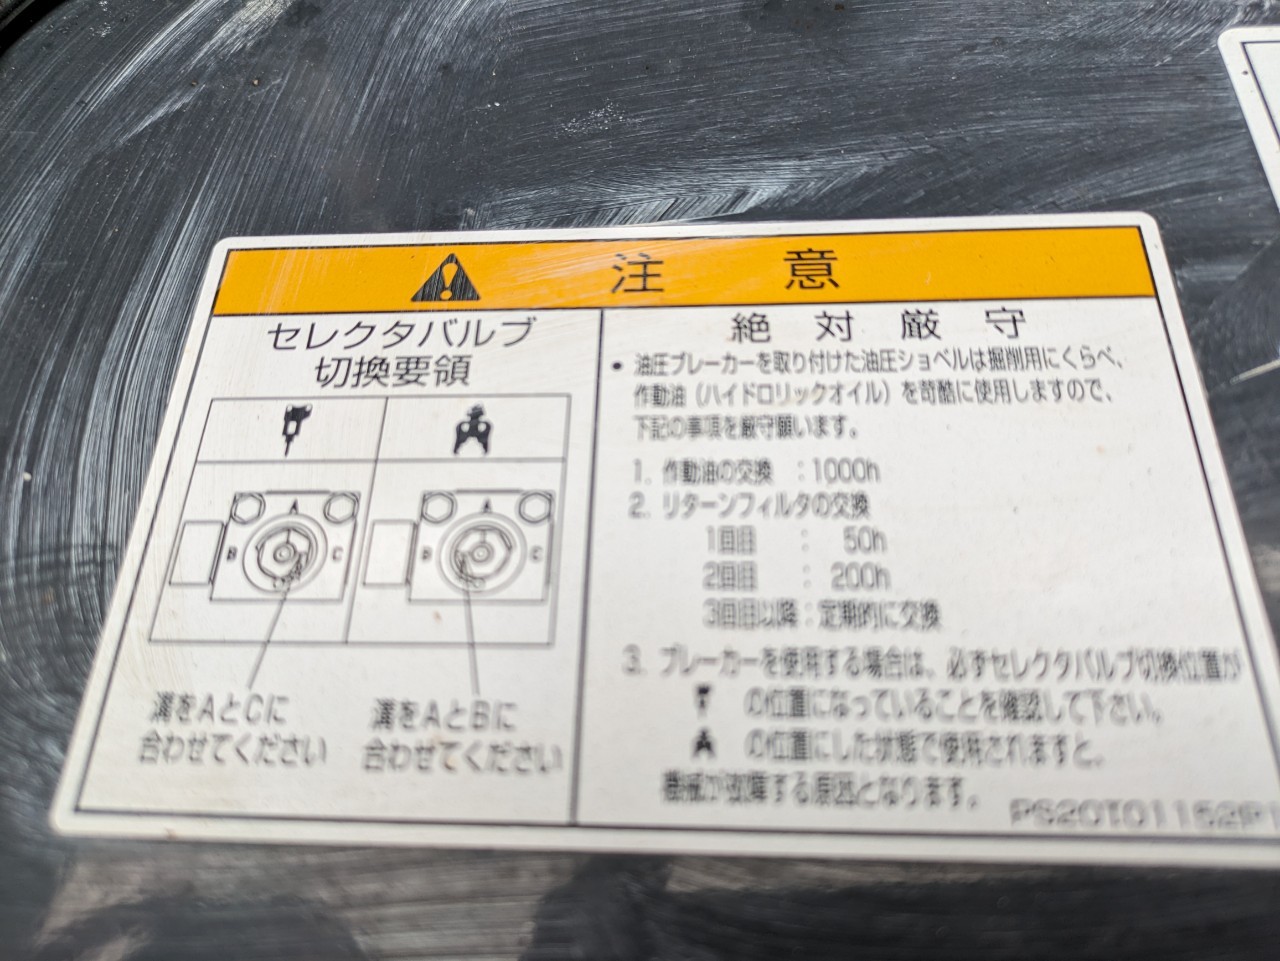 注意
セレクタバルブ
切換要領
A
B
C
A
B
C
溝をAとCに
合わせてください
溝をAとBに
合わせてください
絶対厳守
• 油圧ブレーカーを取り付けた油圧ショベルは掘削用にくらべ、
作動油（ハイドロリックオイル）を苛酷に使用しますので、
下記の事項を厳守願います。
1. 作動油の交換 : 1000h
2. リターンフィルタの交換
1回目 : 50h
2回目 : 200h
3回目以降 : 定期的に交換
3. ブレーカーを使用する場合は、必ずセレクタバルブ切換位置が
の位置になっていることを確認して下さい。
の位置にした状態で使用されますと、
機械が故障する原因となります。
PS20T01152P1